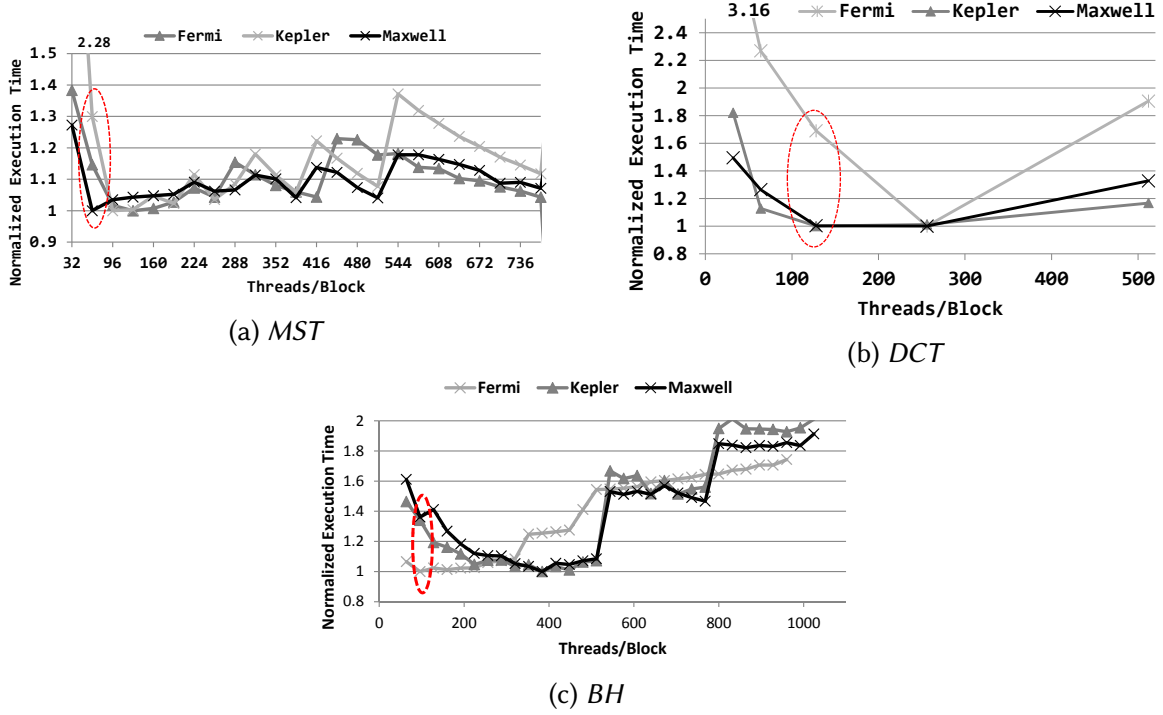 2.28
Fermi Kepler Maxwell
Normalized Execution Time
1.5
1.4
1.3
1.2
1.1
1
0.9
32 96 160 224 288 352 416 480 544 608 672 736
Threads/Block
(a) MST
3.16
Fermi Kepler Maxwell
Normalized Execution Time
2.4
2.2
2
1.8
1.6
1.4
1.2
1
0.8
0 100 200 300 400 500
Threads/Block
(b) DCT
Fermi Kepler Maxwell
Normalized Execution Time
2
1.8
1.6
1.4
1.2
1
0.8
0 200 400 600 800 1000
Threads/Block
(c) BH